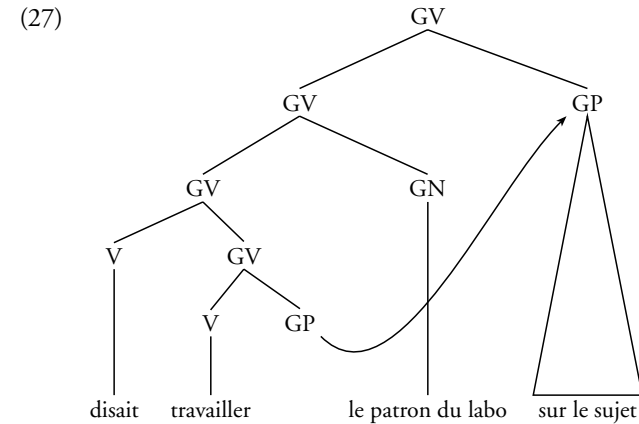 (27)
GV
GV GP
GV GN
V GV
V GP
disait travailler le patron du labo sur le sujet